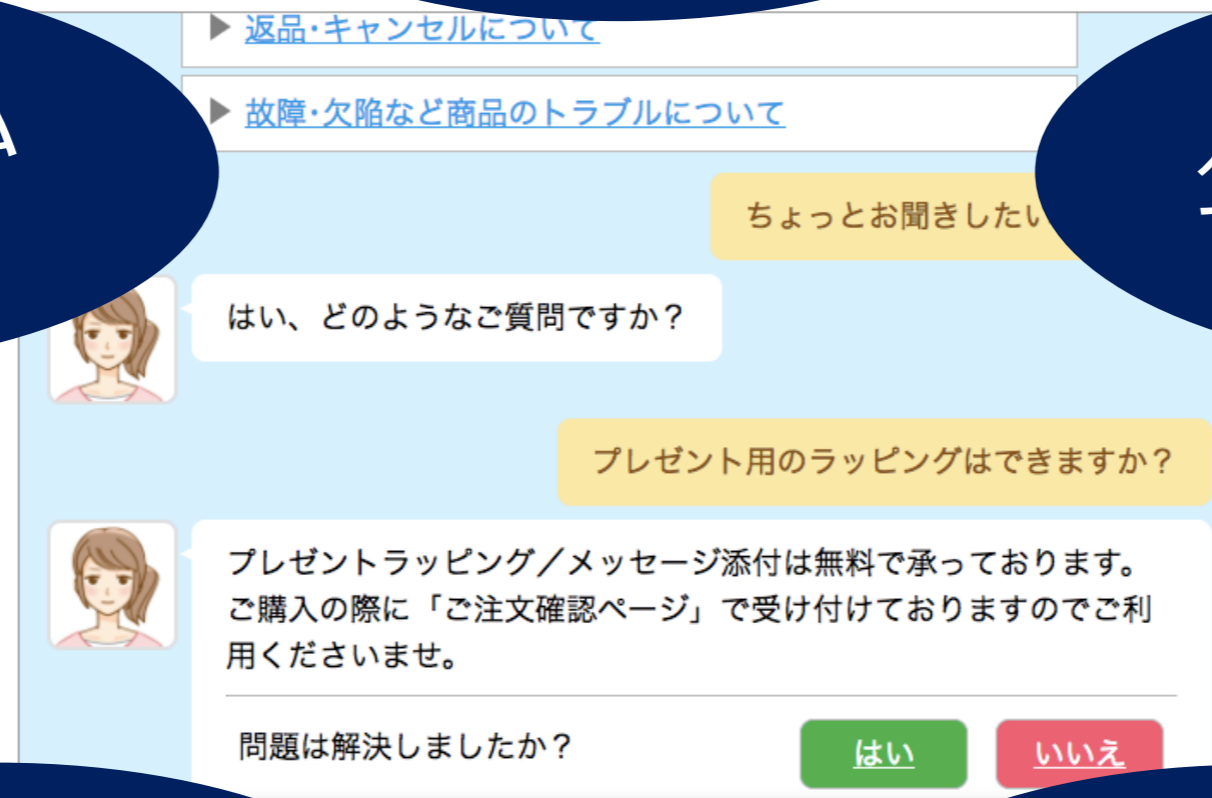 ▶ 返品・キャンセルについて
▶ 故障・欠陥など商品のトラブルについて
A
ちょっとお聞きした
はい、どのようなご質問ですか？
プレゼント用のラッピングはできますか？
プレゼントラッピング／メッセージ添付は無料で承っております。
ご購入の際に「ご注文確認ページ」で受け付けておりますのでご利
用くださいませ。
問題は解決しましたか？
はい
いいえ